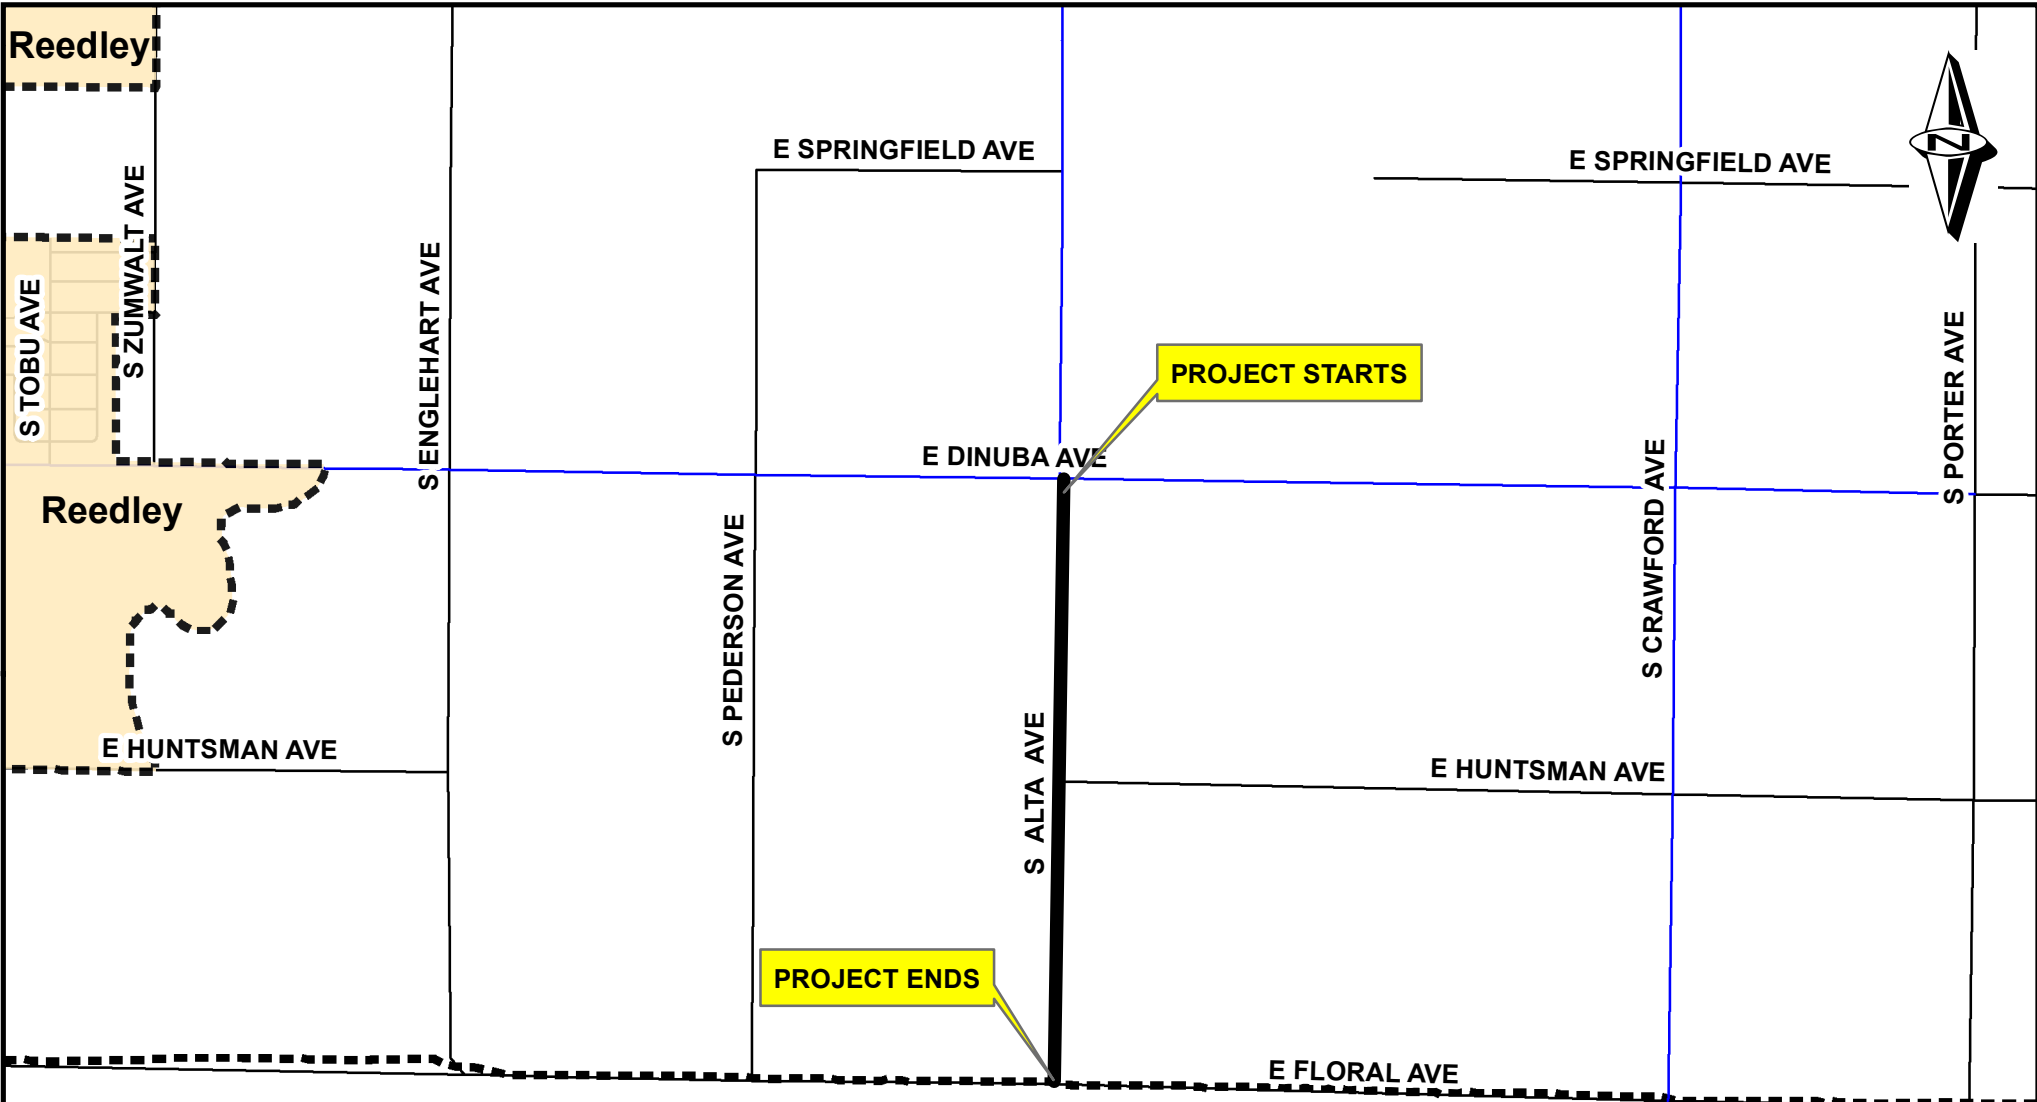 Reedley
E SPRINGFIELD AVE
E SPRINGFIELD AVE
N
S ZUMWALT AVE
S TOBU AVE
S ENGLEHART AVE
PROJECT STARTS
S PORTER AVE
E DINUBA AVE
S CRAWFORD AVE
Reedley
S PEDERSON AVE
S ALTA AVE
E HUNTSMAN AVE
E HUNTSMAN AVE
PROJECT ENDS
E FLORAL AVE